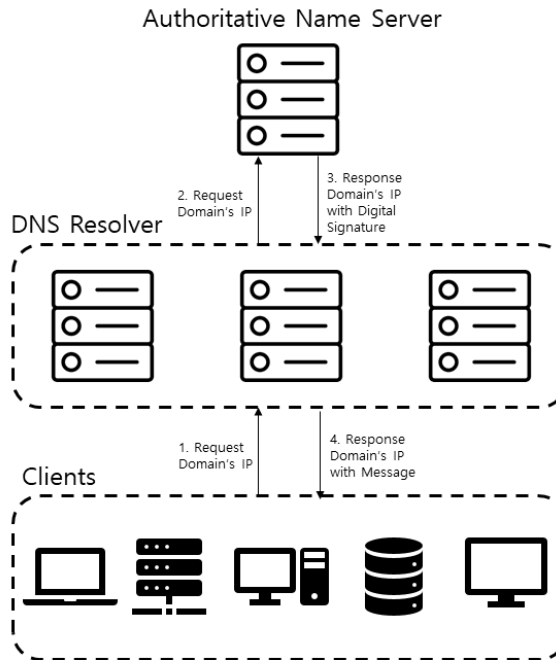 Authoritative Name Server
2. Request
Domain's IP
3. Response
Domain's IP
with Digital
Signature
DNS Resolver
1. Request
Domain's IP
4. Response
Domain's IP
with Message
Clients